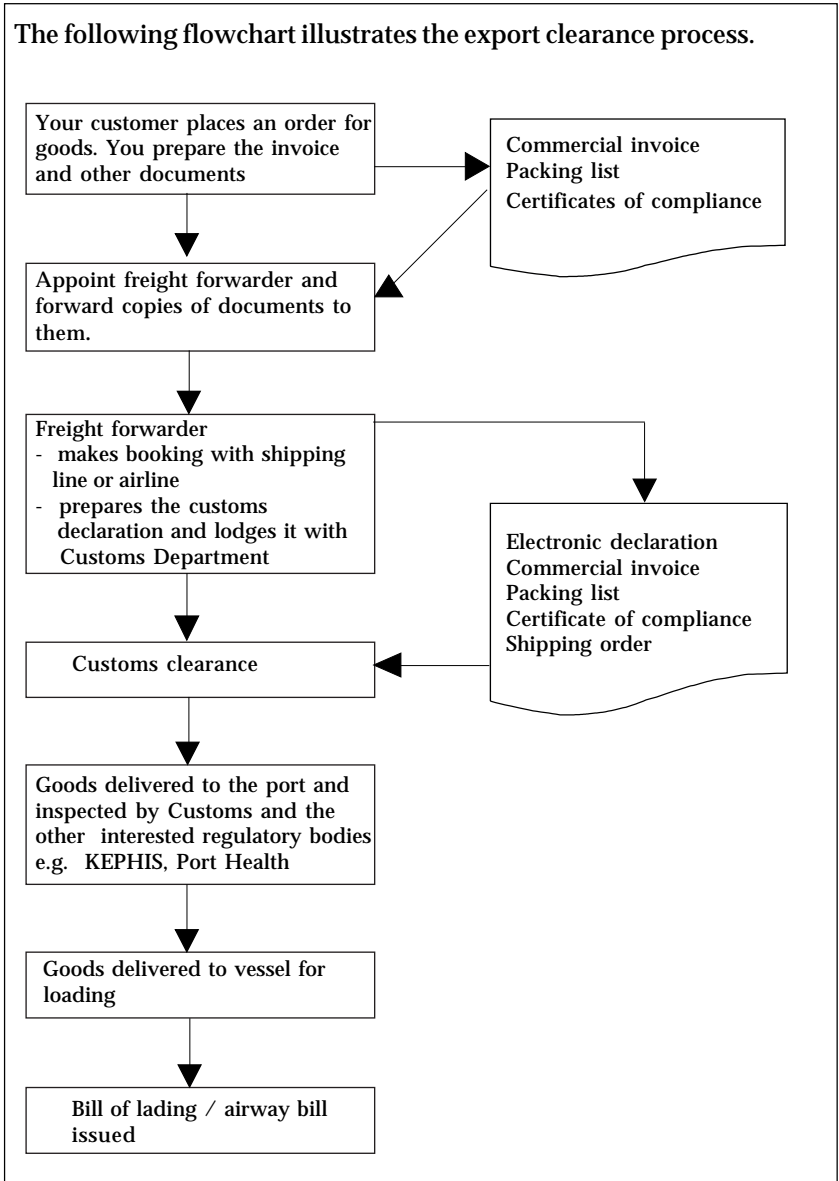 The following flowchart illustrates the export clearance process.
Your customer places an order for
goods. You prepare the invoice
and other documents
Commercial invoice
Packing list
Certificates of compliance
Appoint freight forwarder and
forward copies of documents to
them.
Freight forwarder
- makes booking with shipping
line or airline
- prepares the customs
declaration and lodges it with
Customs Department
Electronic declaration
Commercial invoice
Packing list
Certificate of compliance
Shipping order
Customs clearance
Goods delivered to the port and
inspected by Customs and the
other interested regulatory bodies
e.g. KEPHIS, Port Health
Goods delivered to vessel for
loading
Bill of lading / airway bill
issued